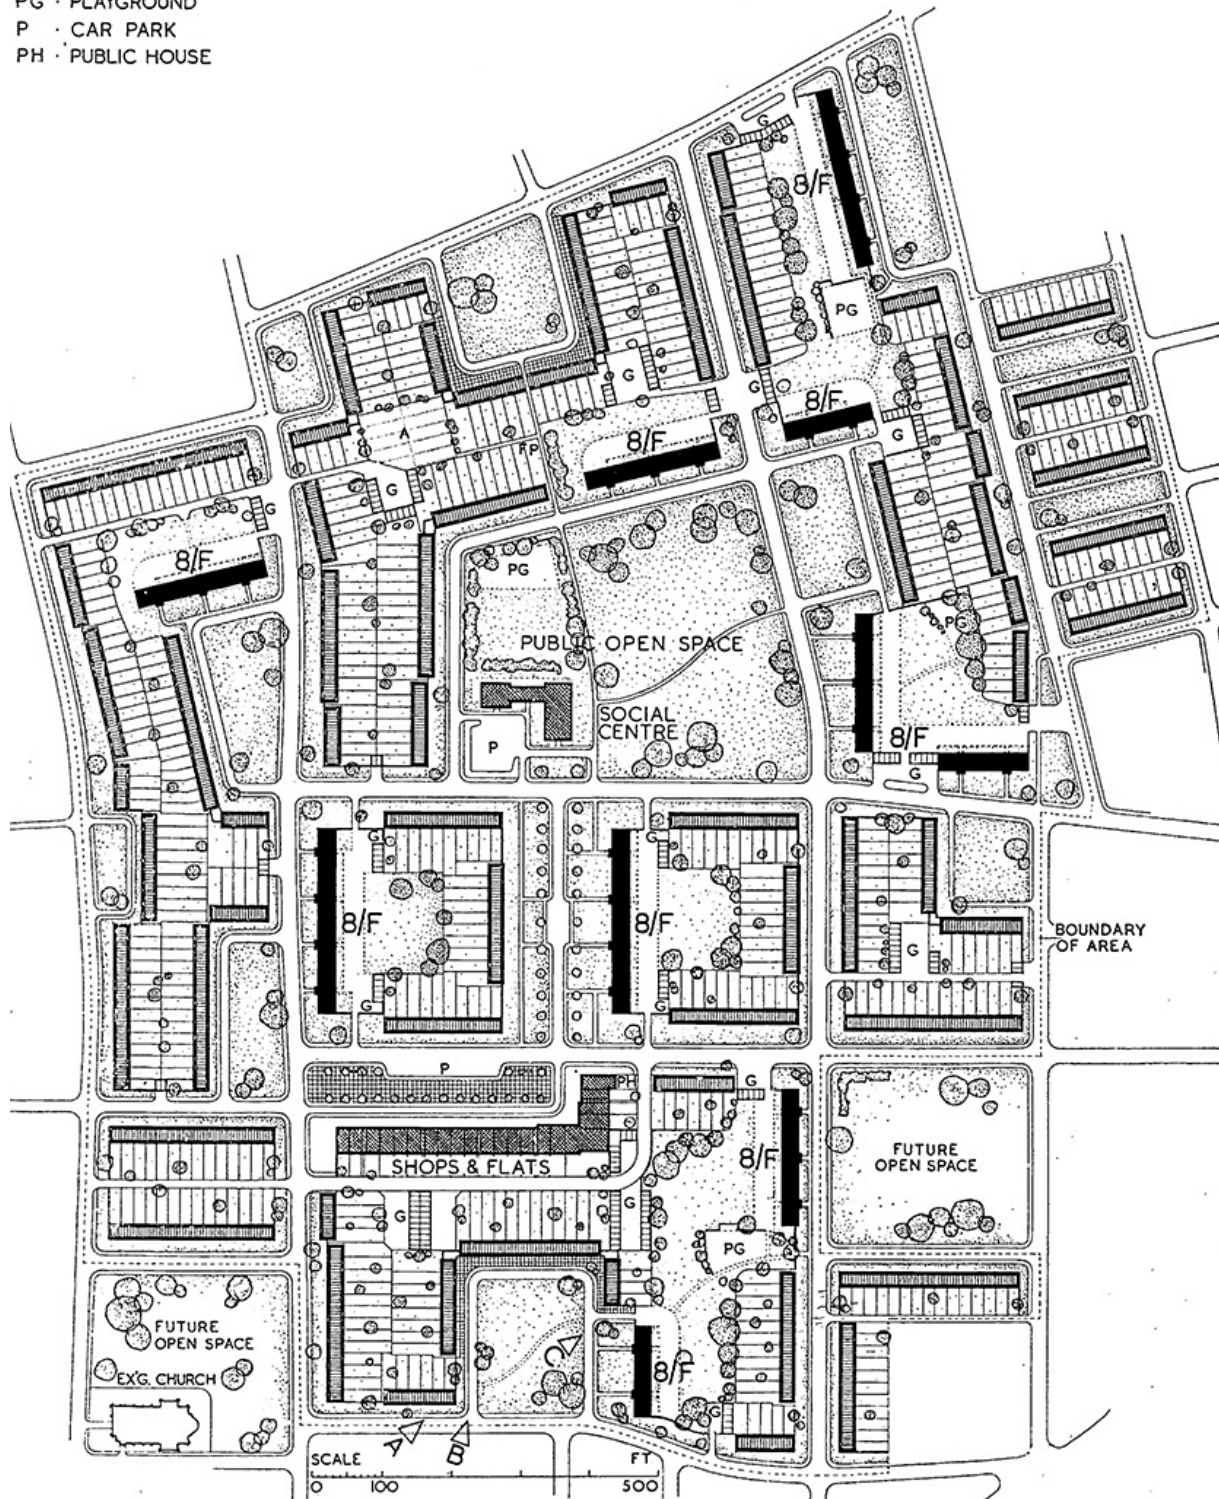 PG · PLAYGROUND
P · CAR PARK
PH · PUBLIC HOUSE
G
8/F
PG
G
8/F
G
8/F
A
FP
G
G
G
8/F
PG
PUBLIC OPEN SPACE
PG
SOCIAL
CENTRE
P
8/F
G
G
8/F
G
8/F
G
BOUNDARY
OF AREA
G
G
P
PH
G
8/F
SHOPS & FLATS
FUTURE
OPEN SPACE
G
G
PG
FUTURE
OPEN SPACE
C
EX'G. CHURCH
8/F
G
A
B
SCALE
FT
0
100
500